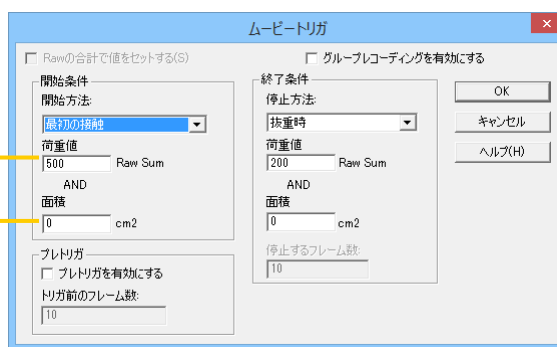 ムービートリガ
Rawの合計で値をセットする(S)
グループレコーディングを有効にする
開始条件
開始方法:
最初の接触
荷重値
500 Raw Sum
AND
面積
0 cm2
プレトリガ
プレトリガを有効にする
トリガ前のフレーム数:
10
終了条件
停止方法:
抜重時
荷重値
200 Raw Sum
AND
面積
0 cm2
停止するフレーム数:
10
OK
キャンセル
ヘルプ(H)